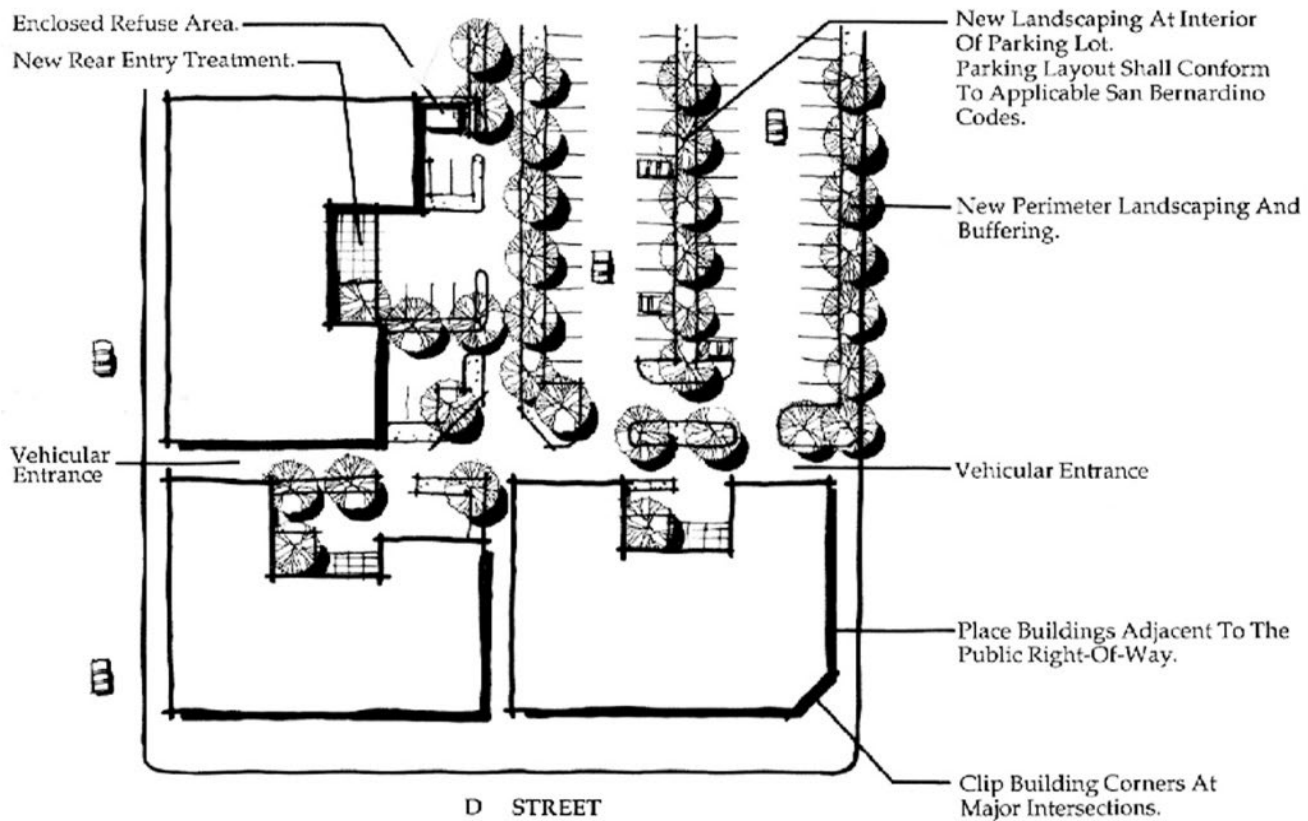 Enclosed Refuse Area.
New Rear Entry Treatment.
New Landscaping At Interior
Of Parking Lot.
Parking Layout Shall Conform
To Applicable San Bernardino
Codes.
New Perimeter Landscaping And
Buffering.
Vehicular
Entrance
Vehicular Entrance
Place Buildings Adjacent To The
Public Right-Of-Way.
Clip Building Corners At
Major Intersections.
D STREET